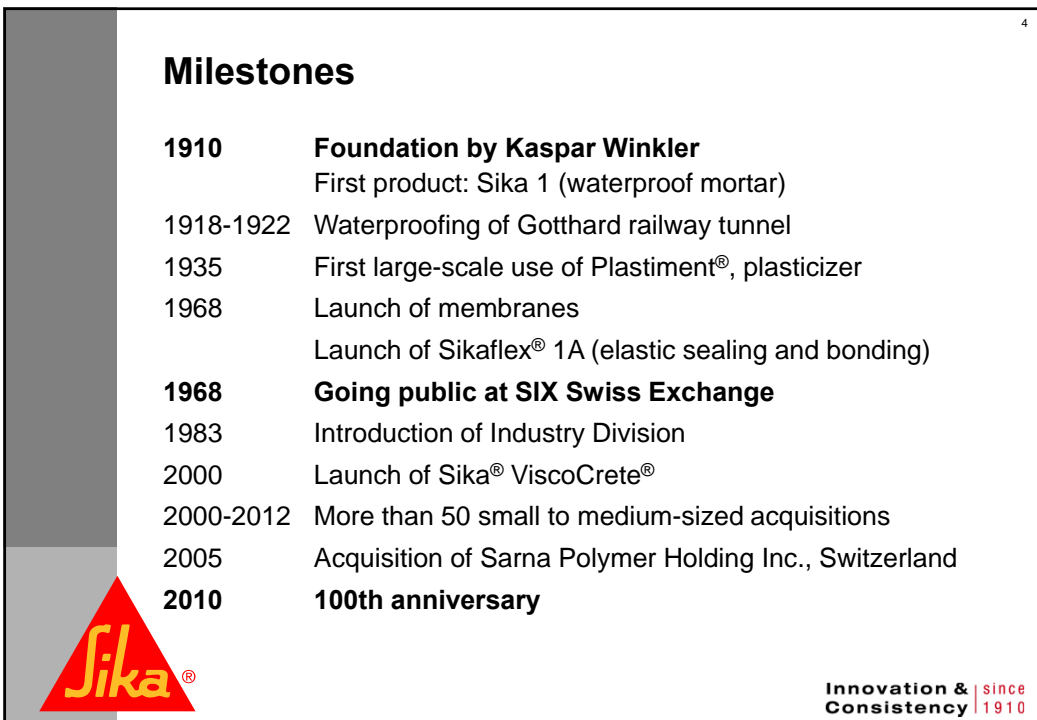 4
Milestones
1910 Foundation by Kaspar Winkler
First product: Sika 1 (waterproof mortar)
1918-1922 Waterproofing of Gotthard railway tunnel
1935 First large-scale use of Plastiment®, plasticizer
1968 Launch of membranes
Launch of Sikaflex® 1A (elastic sealing and bonding)
1968 Going public at SIX Swiss Exchange
1983 Introduction of Industry Division
2000 Launch of Sika® ViscoCrete®
2000-2012 More than 50 small to medium-sized acquisitions
2005 Acquisition of Sarna Polymer Holding Inc., Switzerland
2010 100th anniversary
Sika®
Innovation & since
Consistency 1910